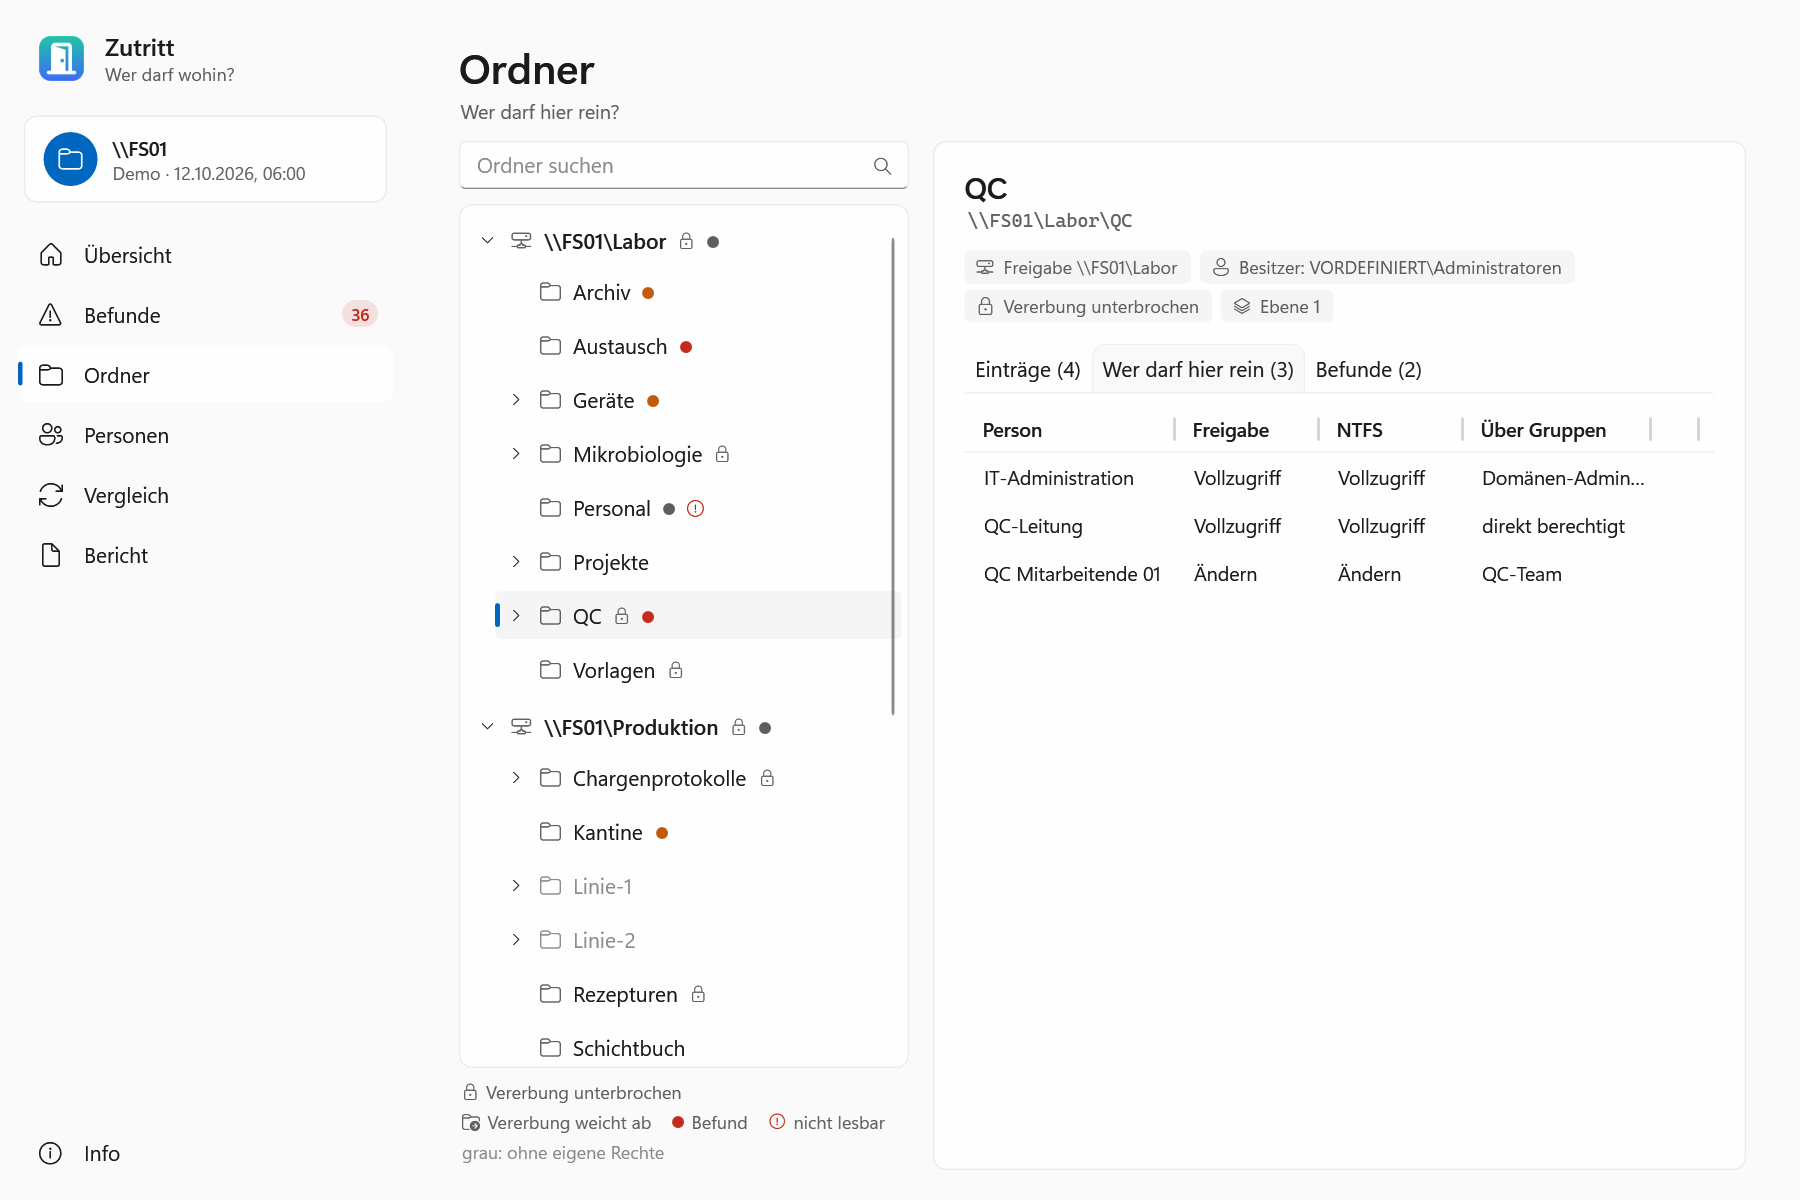 Zutritt
Wer darf wohin?
\\FS01
Demo · 12.10.2026, 06:00
Übersicht
Befunde 36
Ordner
Personen
Vergleich
Bericht
Info
Ordner
Wer darf hier rein?
Ordner suchen
\\FS01\Labor
Archiv
Austausch
Geräte
Mikrobiologie
Personal
Projekte
QC
Vorlagen
\\FS01\Produktion
Chargenprotokolle
Kantine
Linie-1
Linie-2
Rezepturen
Schichtbuch
Vererbung unterbrochen
Vererbung weicht ab Befund nicht lesbar
grau: ohne eigene Rechte
QC
\\FS01\Labor\QC
Freigabe \\FS01\Labor Besitzer: VORDEFINIERT\Administratoren
Vererbung unterbrochen Ebene 1
Einträge (4) Wer darf hier rein (3) Befunde (2)
Person Freigabe NTFS Über Gruppen
IT-Administration Vollzugriff Vollzugriff Domänen-Admin...
QC-Leitung Vollzugriff Vollzugriff direkt berechtigt
QC Mitarbeitende 01 Ändern Ändern QC-Team